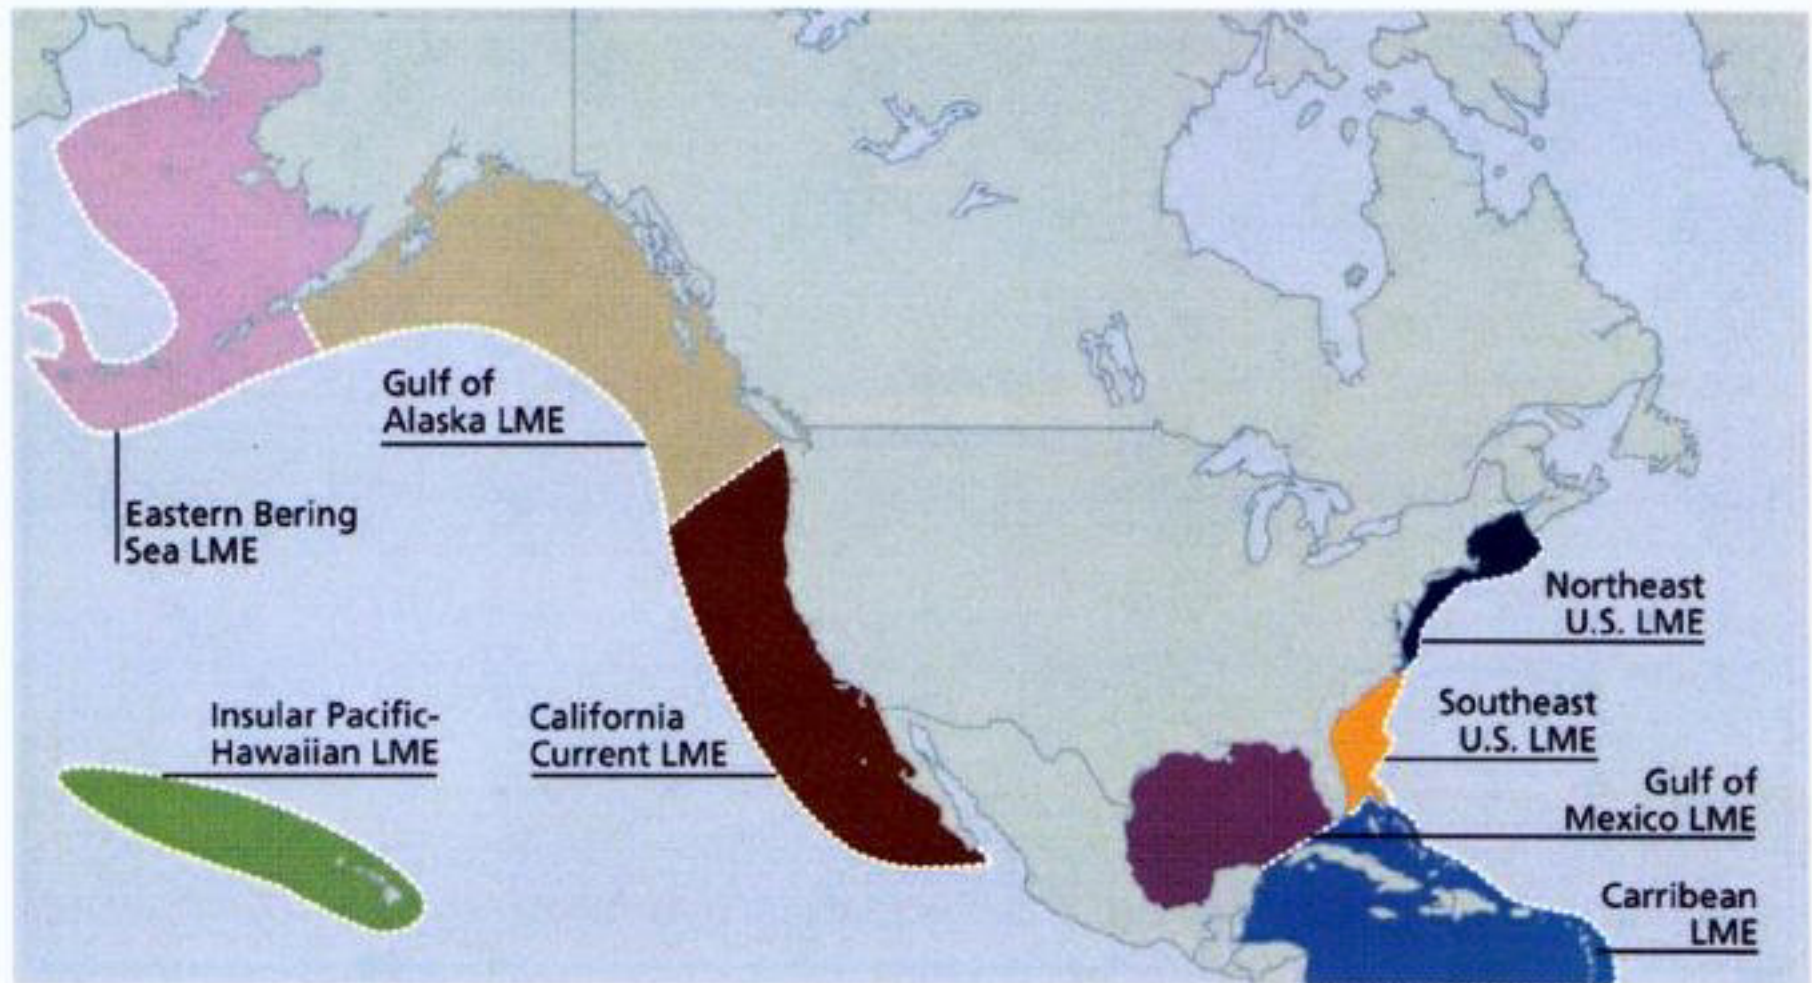 Gulf of
Alaska LME
Eastern Bering
Sea LME
Northeast
U.S. LME
Insular Pacific-
Hawaiian LME
California
Current LME
Southeast
U.S. LME
Gulf of
Mexico LME
Carribean
LME